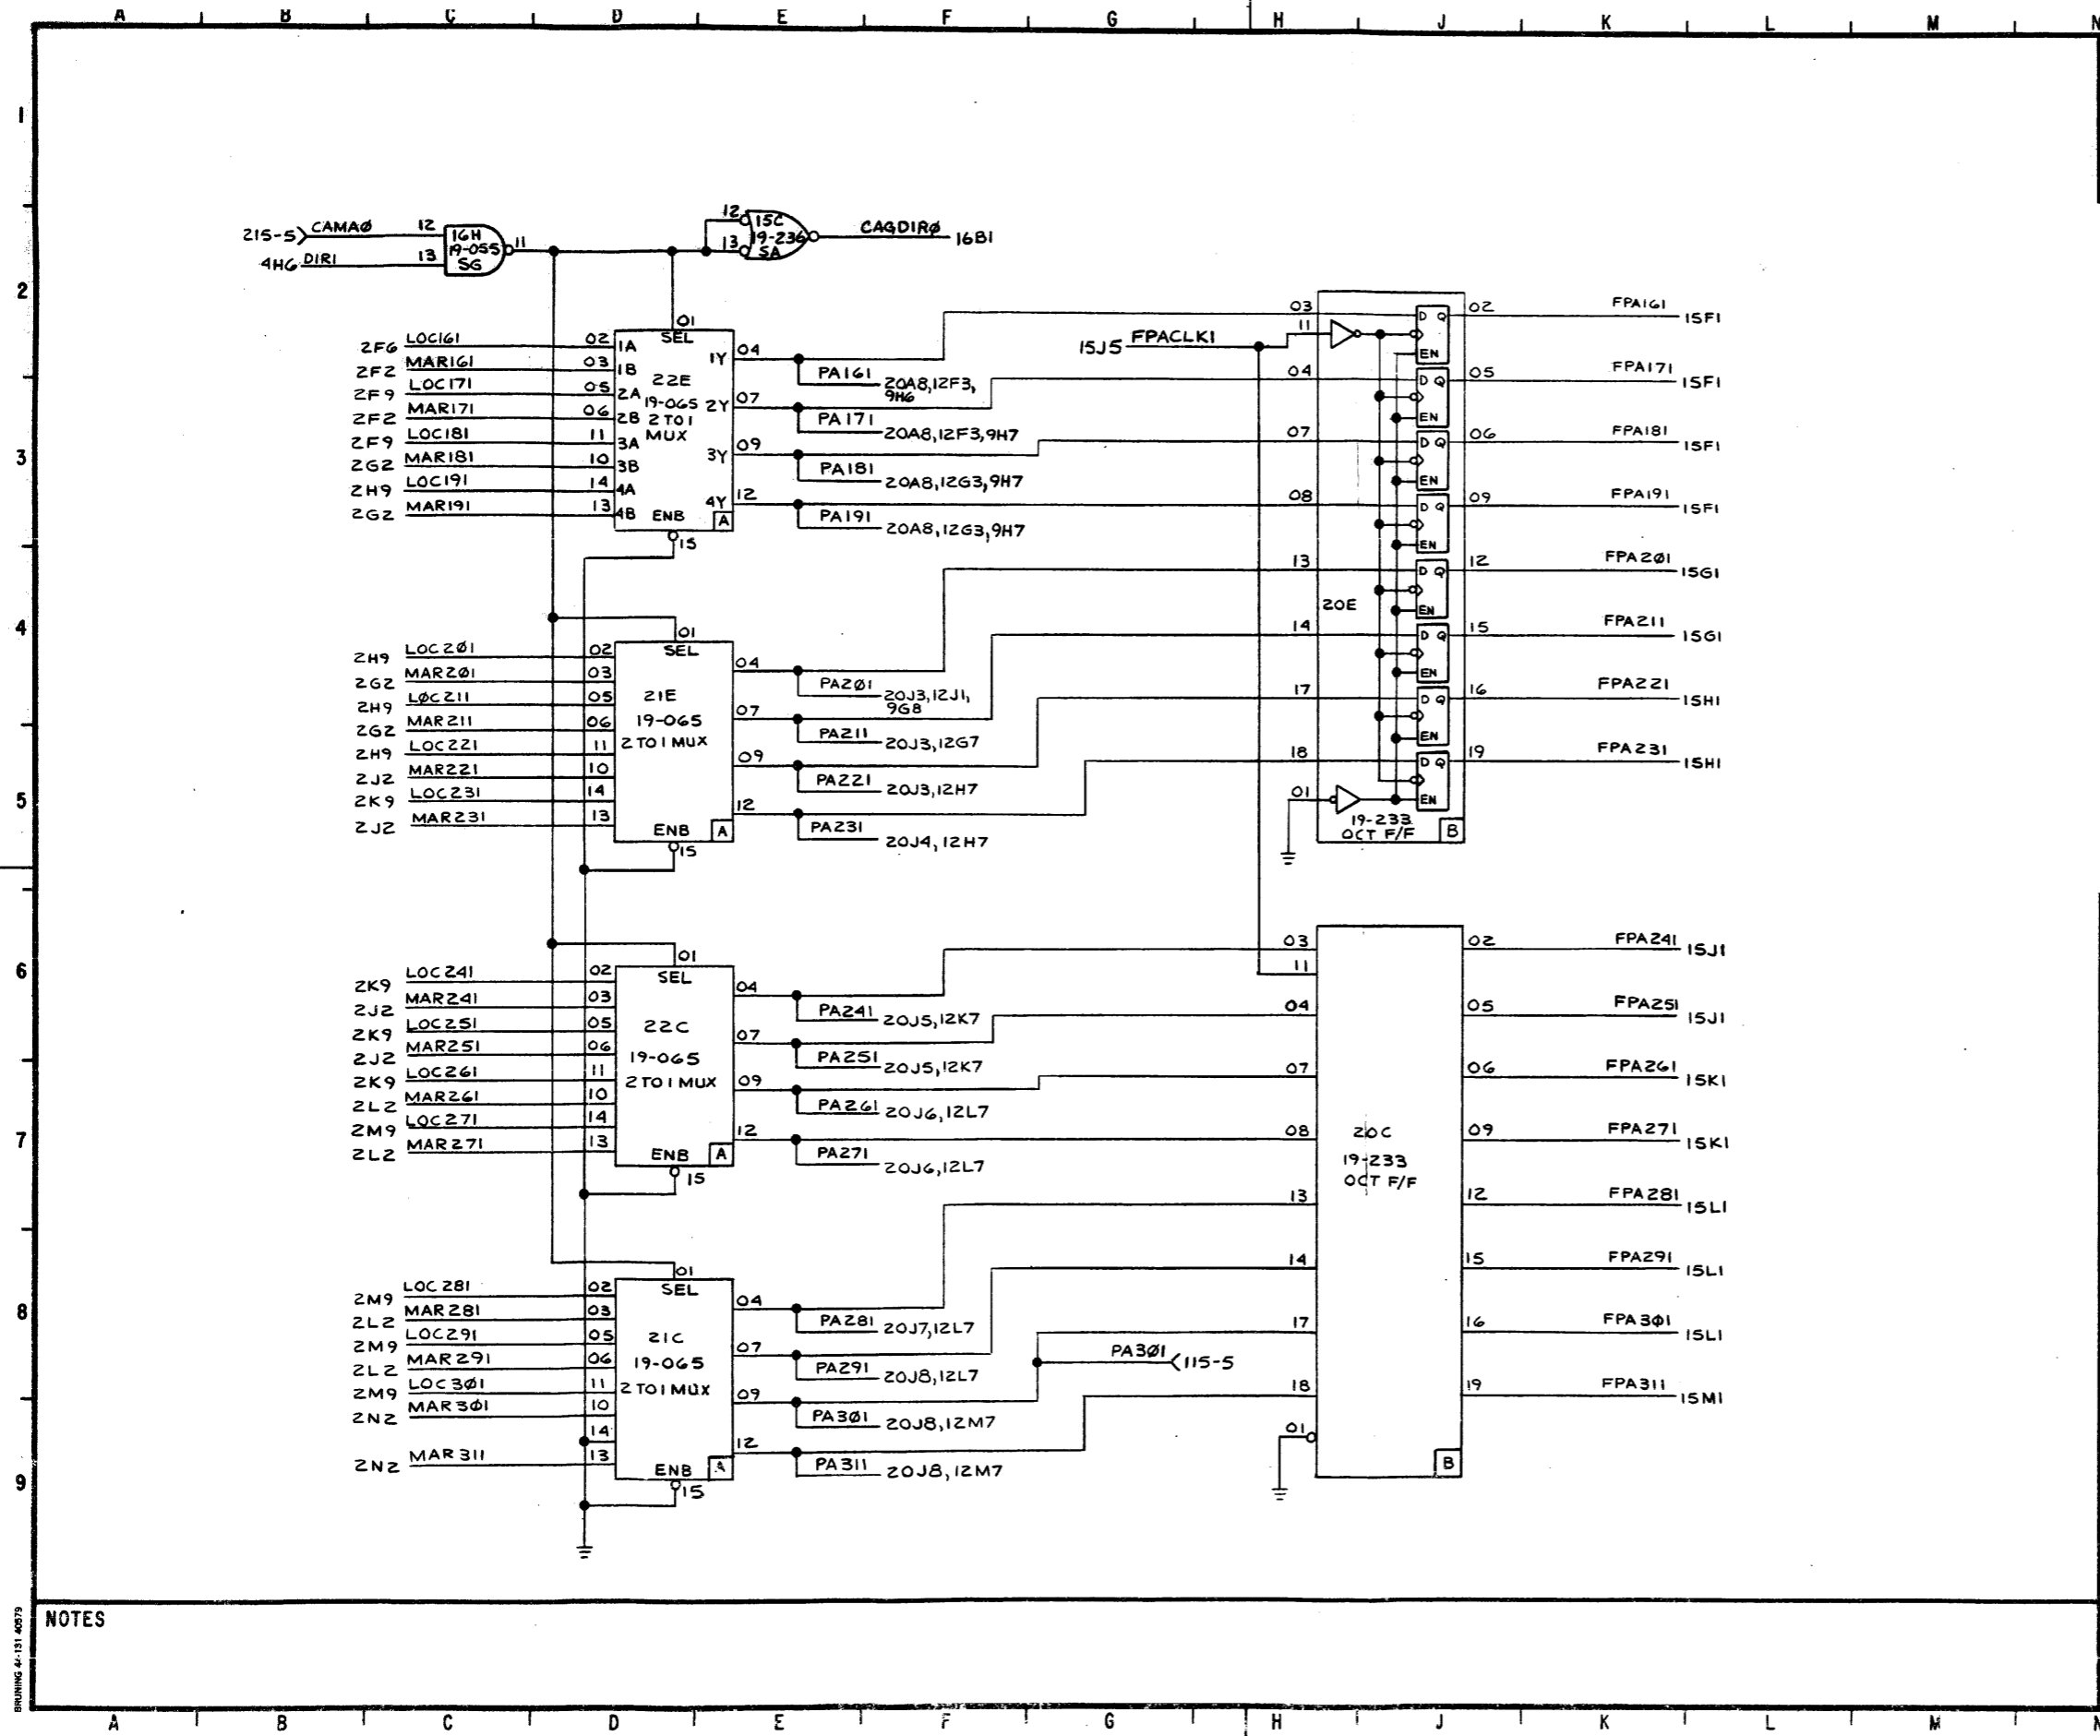 A B C D E F G H J K L M N
1
215-5 CAMAØ 12
4H6 DIR1 13
16H
19-055
SG
11
12
13
15C
19-236
SA
CAGDIRØ 16B1
2
2F6 LOC161 02
2F2 MAR161 03
2F9 LOC171 05
2F2 MAR171 06
2F9 LOC181 11
2G2 MAR181 10
2H9 LOC191 14
2G2 MAR191 13
01
SEL
1A
1B
2A
2B
3A
3B
4A
4B
22E
19-065
2 TO 1
MUX
1Y
2Y
3Y
4Y
ENB
A
15
04
PA161 20A8,12F3,
9H6
07
PA171 20A8,12F3,9H7
09
PA181 20A8,12G3,9H7
12
PA191 20A8,12G3,9H7
15J5 FPACLK1
03
11
04
07
08
13
14
17
18
01
20E
D Q
EN
D Q
EN
D Q
EN
D Q
EN
D Q
EN
D Q
EN
D Q
EN
D Q
EN
19-233
OCT F/F
B
02 FPA161 15F1
05 FPA171 15F1
06 FPA181 15F1
09 FPA191 15F1
12 FPA2Ø1 15G1
15 FPA211 15G1
16 FPA221 15H1
19 FPA231 15H1
3
4
2H9 LOC2Ø1 02
2G2 MAR2Ø1 03
2H9 LØC211 05
2G2 MAR211 06
2H9 LOC221 11
2J2 MAR221 10
2K9 LOC231 14
2J2 MAR231 13
01
SEL
21E
19-065
2 TO 1 MUX
ENB
A
15
04
PA2Ø1 20J3,12J1,
9G8
07
PA211 20J3,12G7
09
PA221 20J3,12H7
12
PA231 20J4,12H7
5
6
2K9 LOC241 02
2J2 MAR241 03
2K9 LOC251 05
2J2 MAR251 06
2K9 LOC261 11
2L2 MAR261 10
2M9 LOC271 14
2L2 MAR271 13
01
SEL
22C
19-065
2 TO 1 MUX
ENB
A
15
04
PA241 20J5,12K7
07
PA251 20J5,12K7
09
PA261 20J6,12L7
12
PA271 20J6,12L7
03
11
04
07
08
13
14
17
18
01
20C
19-233
OCT F/F
B
02 FPA241 15J1
05 FPA251 15J1
06 FPA261 15K1
09 FPA271 15K1
12 FPA281 15L1
15 FPA291 15L1
16 FPA3Ø1 15L1
19 FPA311 15M1
7
8
2M9 LOC281 02
2L2 MAR281 03
2M9 LOC291 05
2L2 MAR291 06
2M9 LOC3Ø1 11
2N2 MAR3Ø1 10
14
2N2 MAR311 13
01
SEL
21C
19-065
2 TO 1 MUX
ENB
A
15
04
PA281 20J7,12L7
07
PA291 20J8,12L7
09
PA3Ø1 20J8,12M7
12
PA311 20J8,12M7
PA3Ø1 115-5
9
NOTES
BRUNING 44-131 40579
A B C D E F G H J K L M N